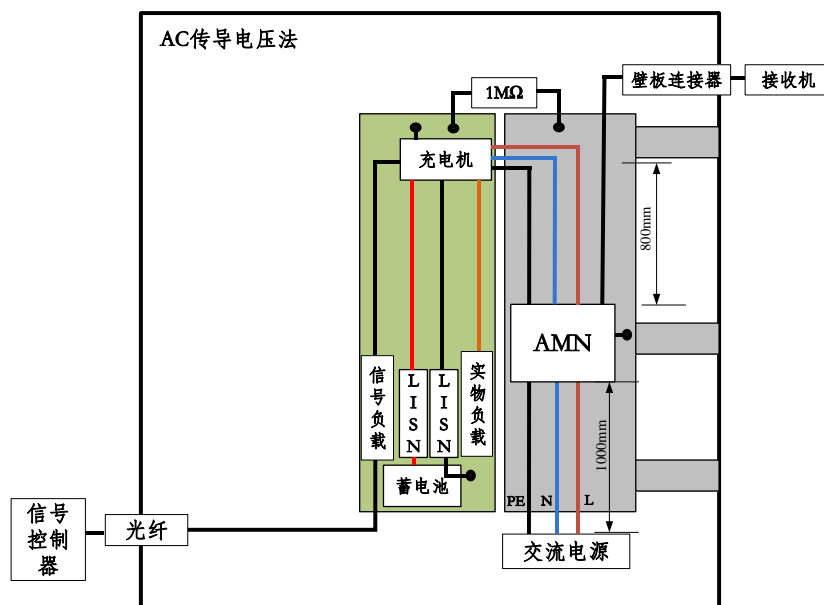 AC传导电压法
1MΩ
壁板连接器
接收机
充电机
800mm
AMN
信号负载
LISN
LISN
实物负载
1000mm
蓄电池
PE
N
L
信号控制器
光纤
交流电源